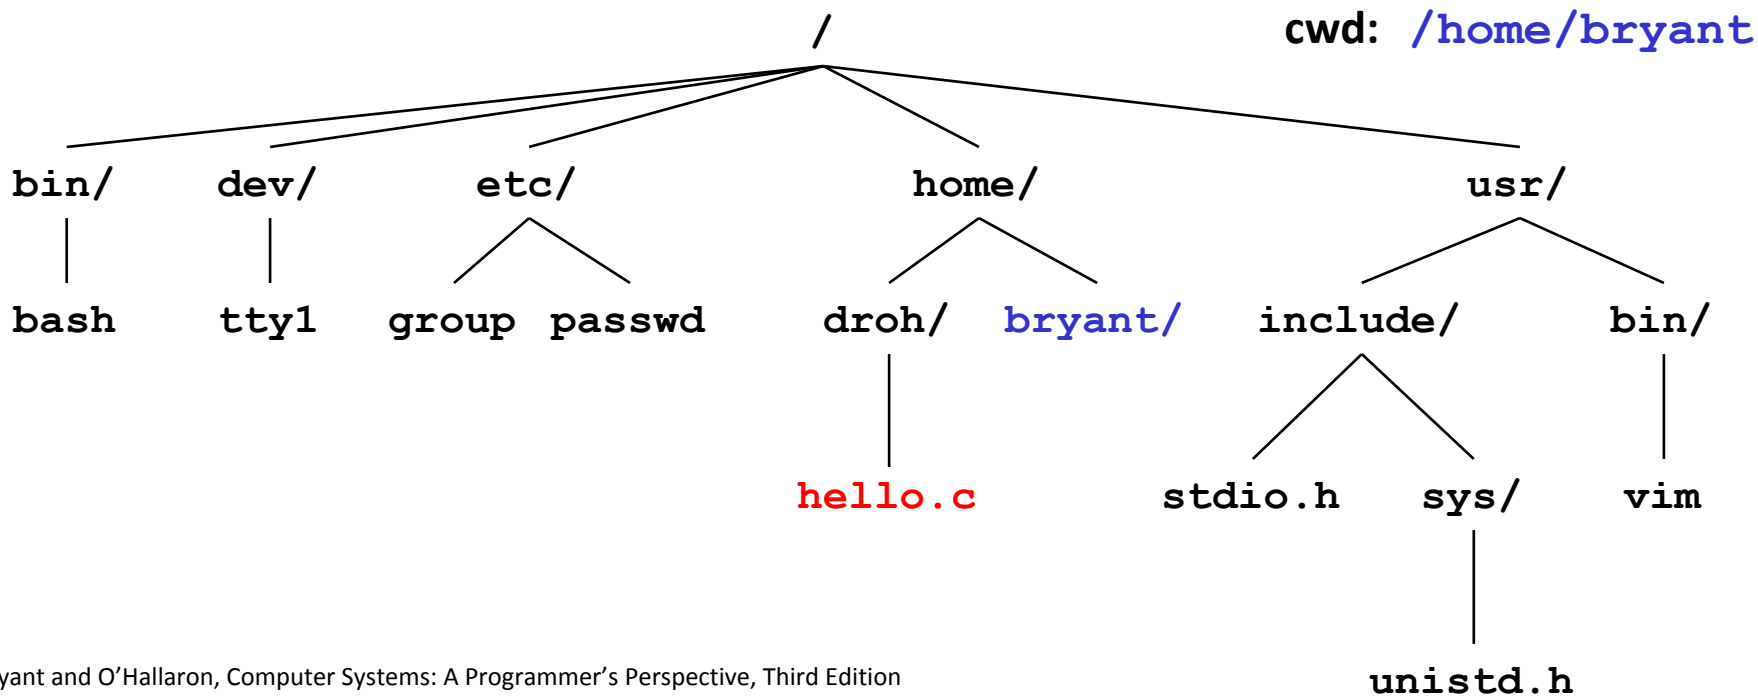 /
cwd: /home/bryant
bin/ dev/ etc/ home/ usr/
bash tty1 group passwd droh/ bryant/ include/ bin/
hello.c stdio.h sys/ vim
unistd.h
yant and O’Hallaron, Computer Systems: A Programmer’s Perspective, Third Edition